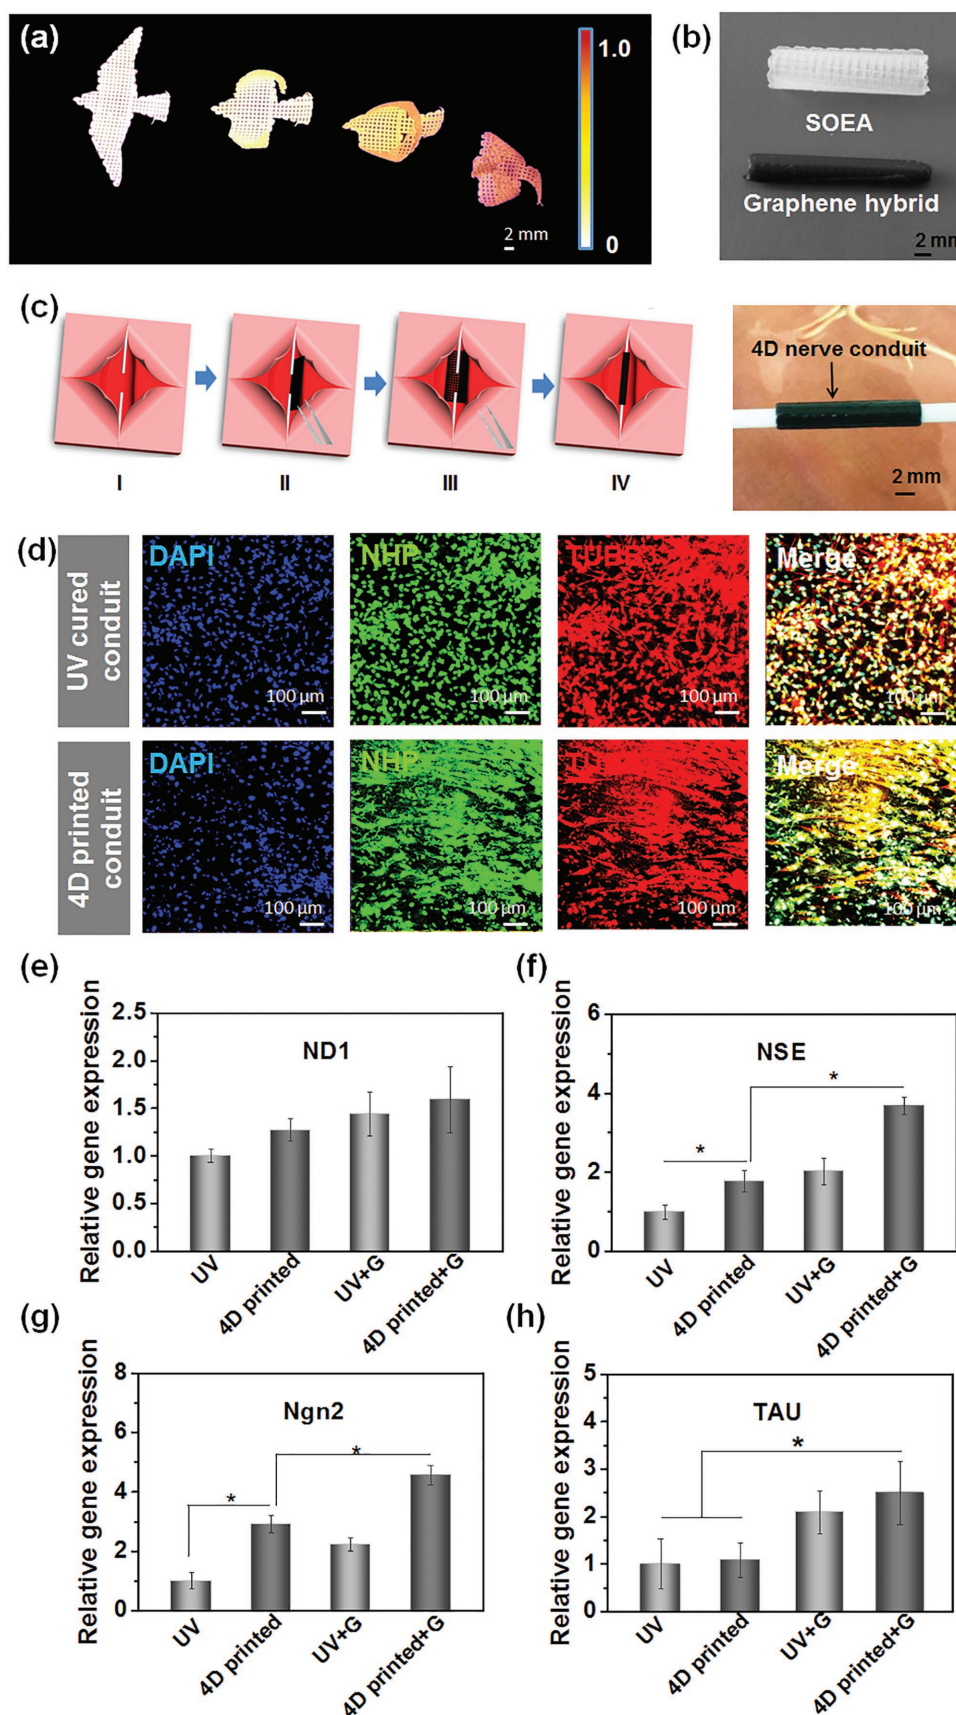 (a)
1.0
0
2 mm
(b)
SOEA
Graphene hybrid
2 mm
(c)
I
II
III
IV
4D nerve conduit
2 mm
(d)
UV cured
conduit
DAPI
100 µm
NHP
100 µm
100 µm
Merge
100 µm
4D printed
conduit
DAPI
100 µm
NHP
100 µm
100 µm
Merge
100 µm
(e)
Relative gene expression
2.5
2.0
1.5
1.0
0.5
0.0
ND1
UV
4D printed
UV+G
4D printed+G
(f)
Relative gene expression
6
4
2
0
NSE
*
*
UV
4D printed
UV+G
4D printed+G
(g)
Relative gene expression
8
6
4
2
0
Ngn2
*
*
UV
4D printed
UV+G
4D printed+G
(h)
Relative gene expression
5
4
3
2
1
0
TAU
*
UV
4D printed
UV+G
4D printed+G